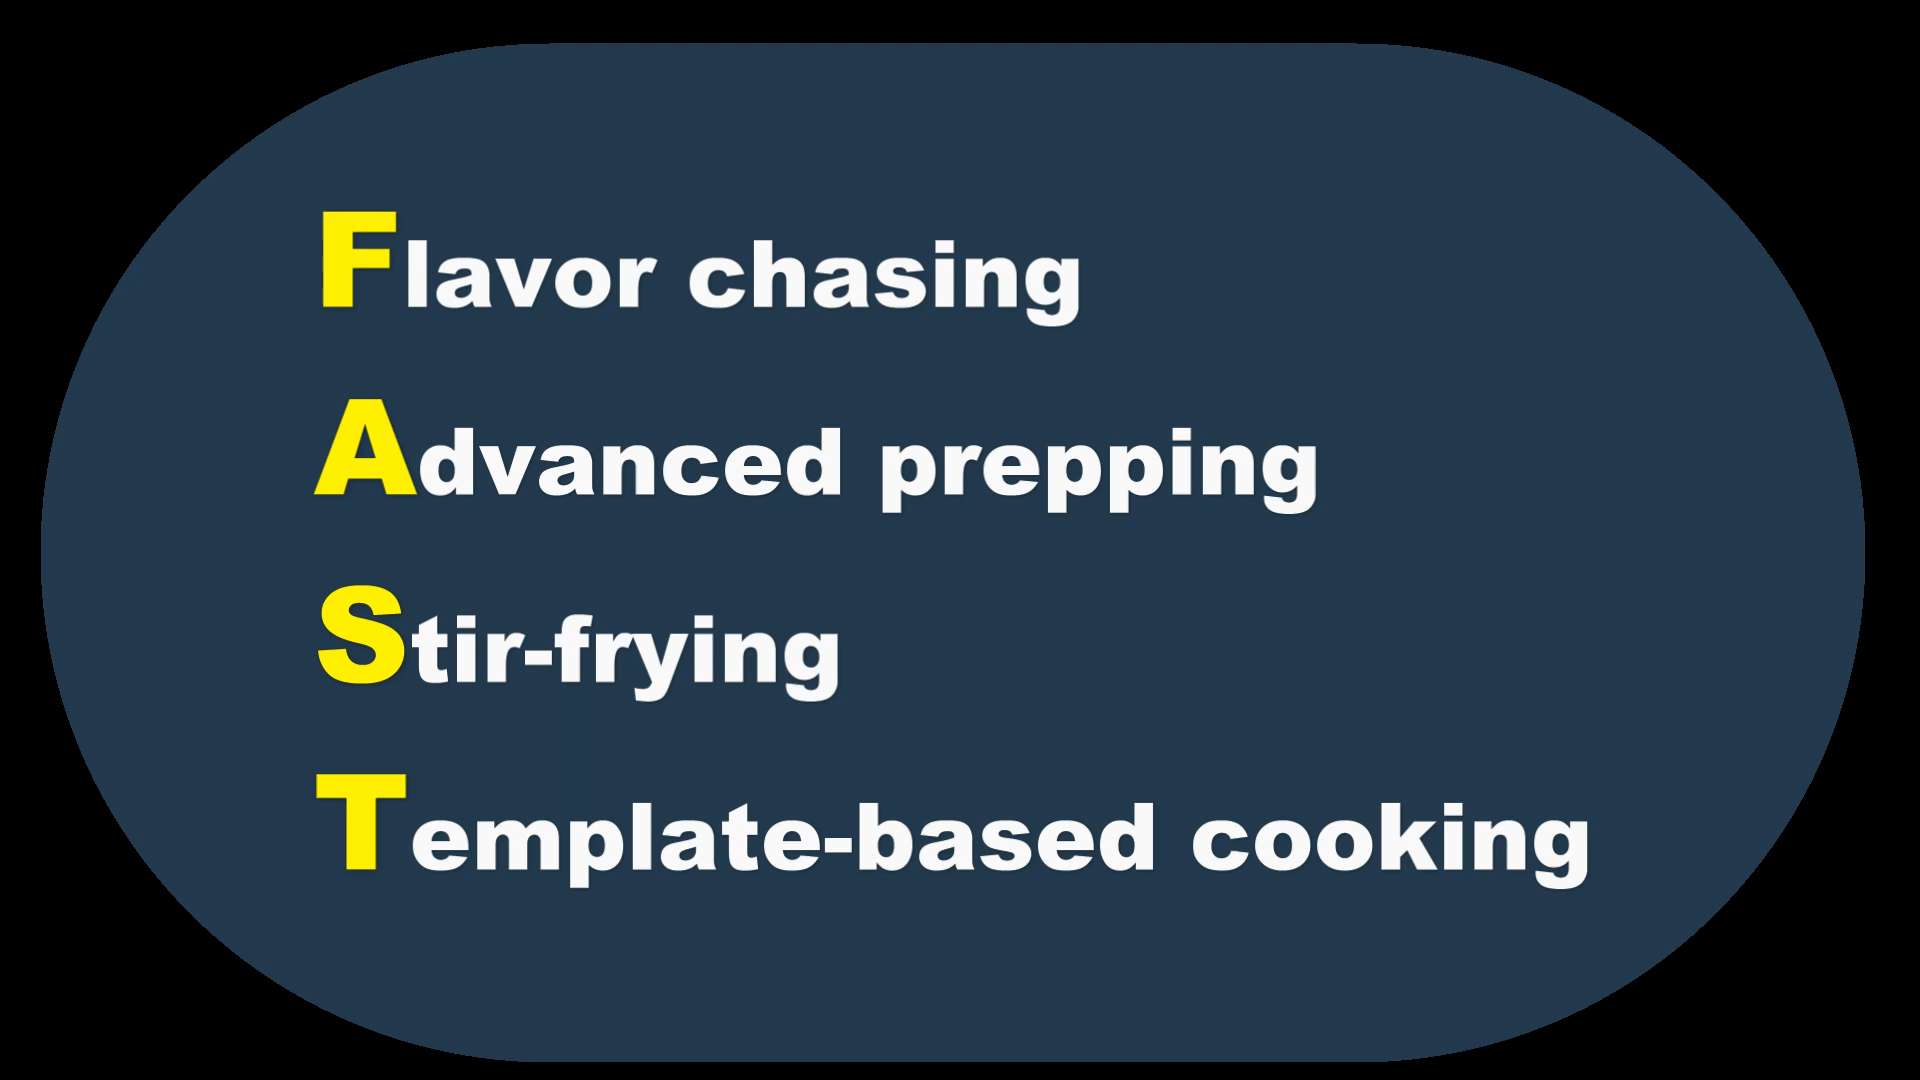 Flavor chasing
Advanced prepping
Stir-frying
Template-based cooking